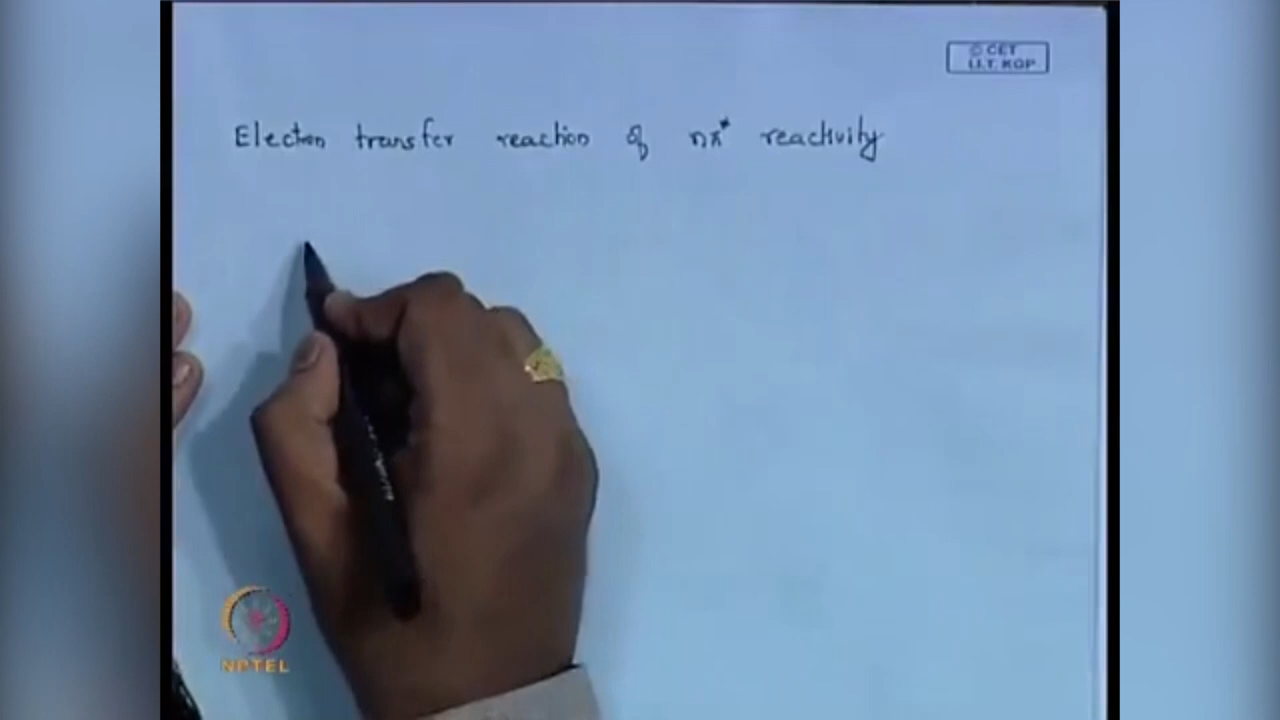 © CET
I.I.T. KGP
Electron transfer reaction of nπ* reactivity
NPTEL